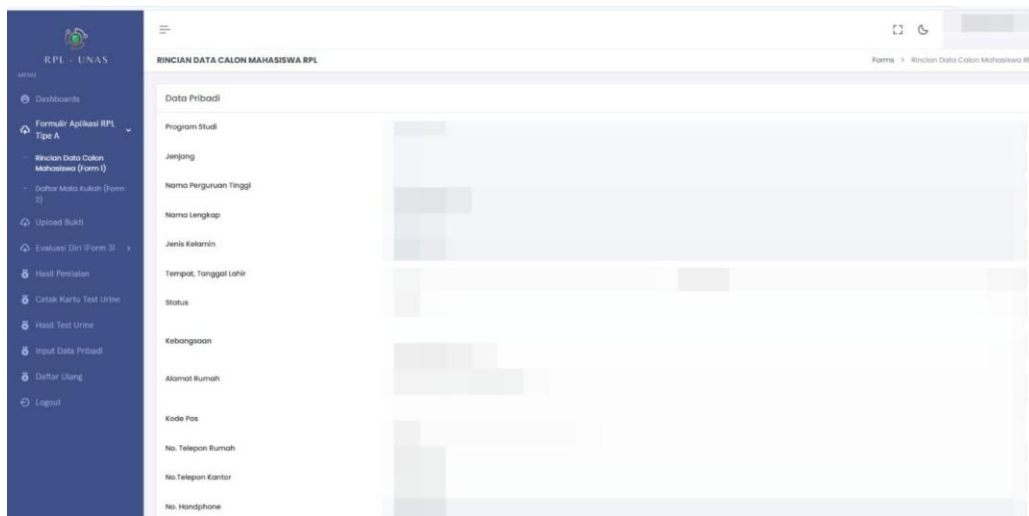 RPL - UNAS
MENU
Dashboards
Formulir Aplikasi RPL
Tipe A
- Rincian Data Calon
Mahasiswa (Form 1)
- Daftar Mata Kuliah (Form
2)
Upload Bukti
Evaluasi Diri (Form 3)
Hasil Penilaian
Cetak Kartu Test Urine
Hasil Test Urine
Input Data Pribadi
Daftar Ulang
Logout
RINCIAN DATA CALON MAHASISWA RPL
Forms > Rincian Data Calon Mahasiswa R
Data Pribadi
Program Studi
Jenjang
Nama Perguruan Tinggi
Nama Lengkap
Jenis Kelamin
Tempat, Tanggal Lahir
Status
Kebangsaan
Alamat Rumah
Kode Pos
No. Telepon Rumah
No.Telepon Kantor
No. Handphone